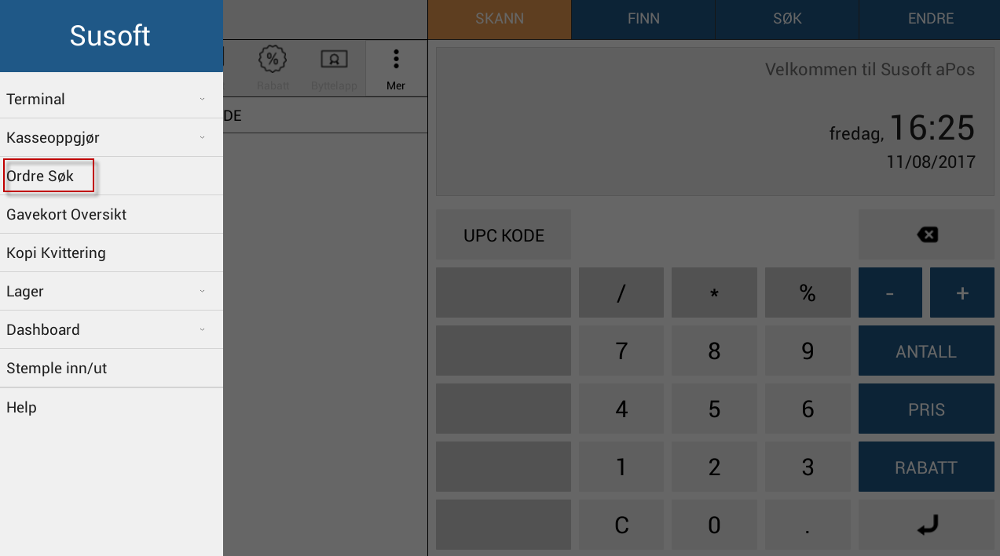 Susoft
Terminal
Kasseoppgjør
Ordre Søk
Gavekort Oversikt
Kopi Kvittering
Lager
Dashboard
Stemple inn/ut
Help
Rabatt
Byttelapp
Mer
DE
SKANN
FINN
SØK
ENDRE
Velkommen til Susoft aPos
fredag, 16:25
11/08/2017
UPC KODE
/ * % - +
7 8 9 ANTALL
4 5 6 PRIS
1 2 3 RABATT
C 0 .